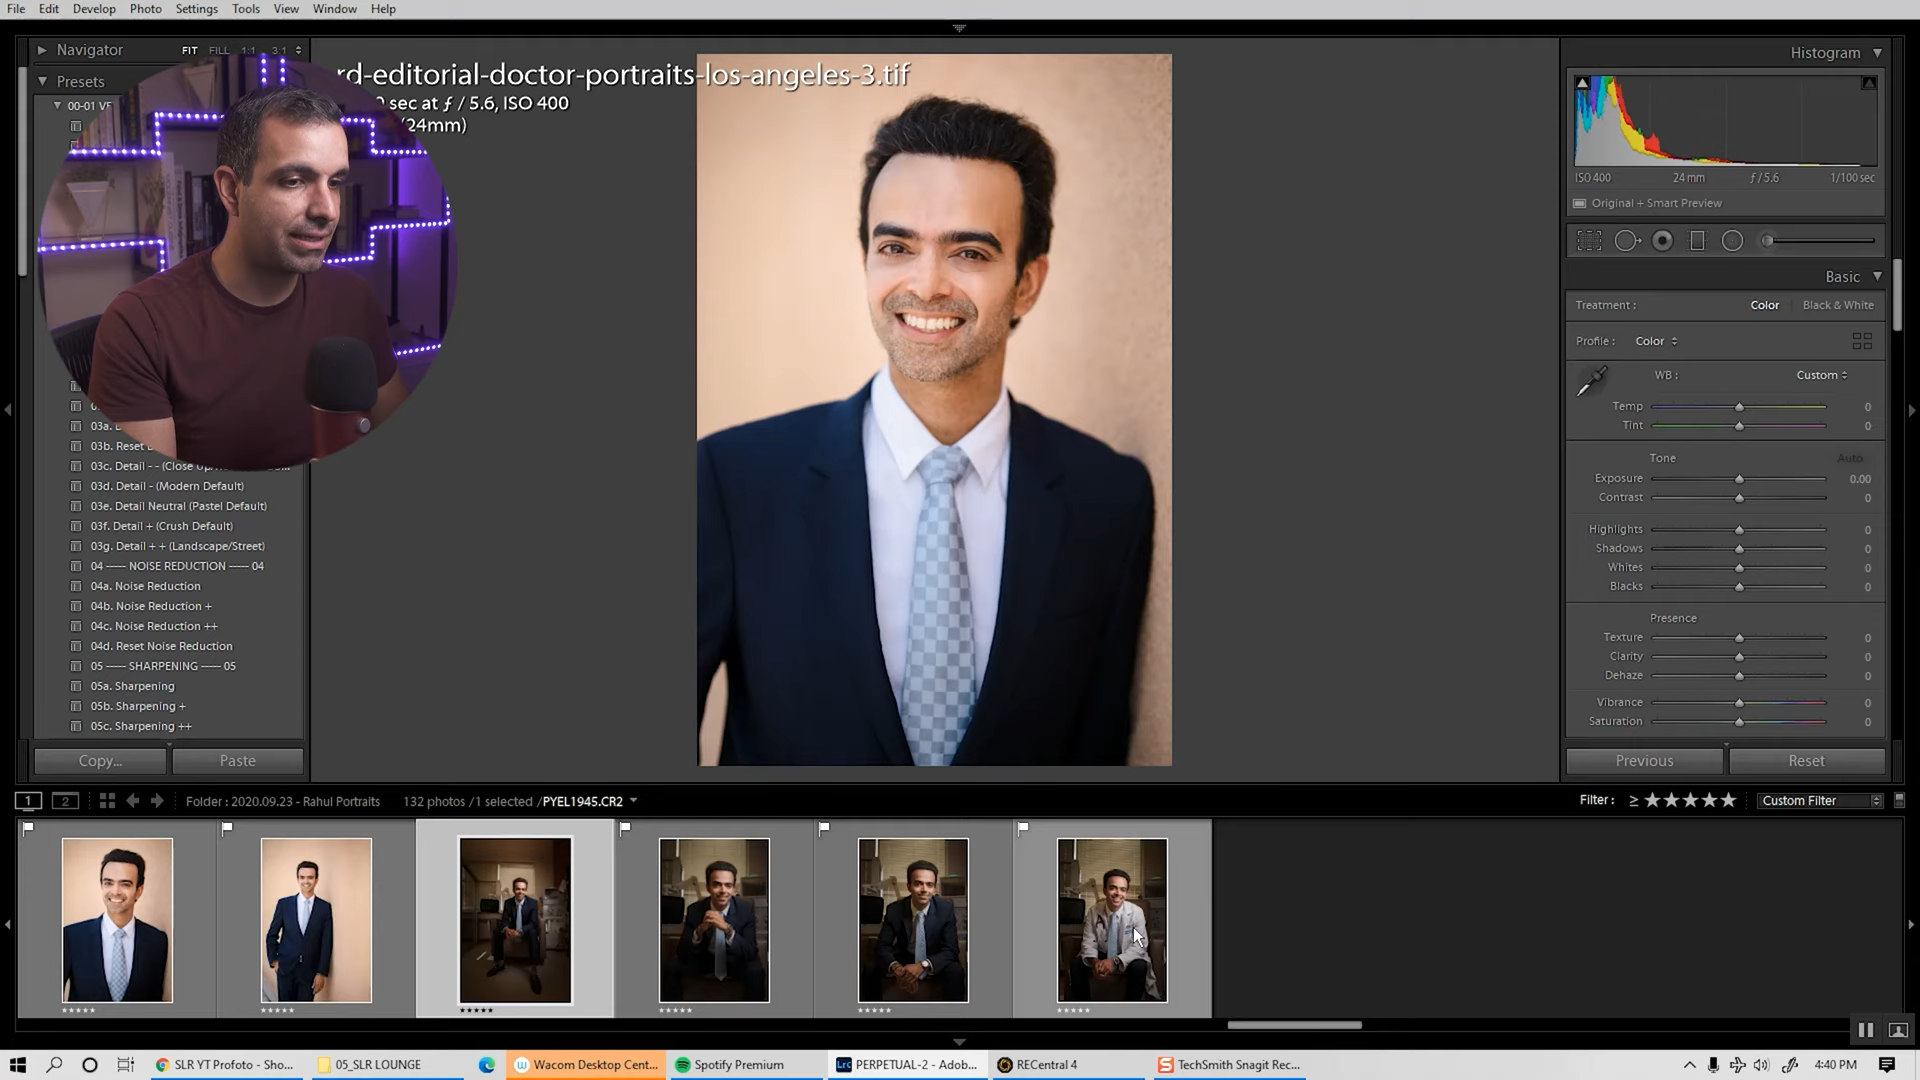 File Edit Develop Photo Settings Tools View Window Help
Navigator FIT FILL 1:1 3:1
Presets
00-01
03b. Reset
03c. Detail - - (Close
03d. Detail - (Modern Default)
03e. Detail Neutral (Pastel Default)
03f. Detail + (Crush Default)
03g. Detail + + (Landscape/Street)
04 —— NOISE REDUCTION —— 04
04a. Noise Reduction
04b. Noise Reduction +
04c. Noise Reduction ++
04d. Reset Noise Reduction
05 —— SHARPENING —— 05
05a. Sharpening
05b. Sharpening +
05c. Sharpening ++
Copy... Paste
rd-editorial-doctor-portraits-los-angeles-3.tif
sec at ƒ / 5.6, ISO 400
(24mm)
Histogram
ISO 400 24 mm ƒ / 5.6 1/100 sec
Original + Smart Preview
Basic
Treatment : Color Black & White
Profile : Color
WB : Custom
Temp 0
Tint 0
Tone Auto
Exposure 0.00
Contrast 0
Highlights 0
Shadows 0
Whites 0
Blacks 0
Presence
Texture 0
Clarity 0
Dehaze 0
Vibrance 0
Saturation 0
Previous Reset
1 2 Folder : 2020.09.23 - Rahul Portraits 132 photos /1 selected /PYEL1945.CR2 Filter : ≥ ★★★★★ Custom Filter
SLR YT Profoto - Sho... 05_SLR LOUNGE Wacom Desktop Cent... Spotify Premium Lrc PERPETUAL-2 - Adob... RECentral 4 TechSmith Snagit Rec... 4:40 PM